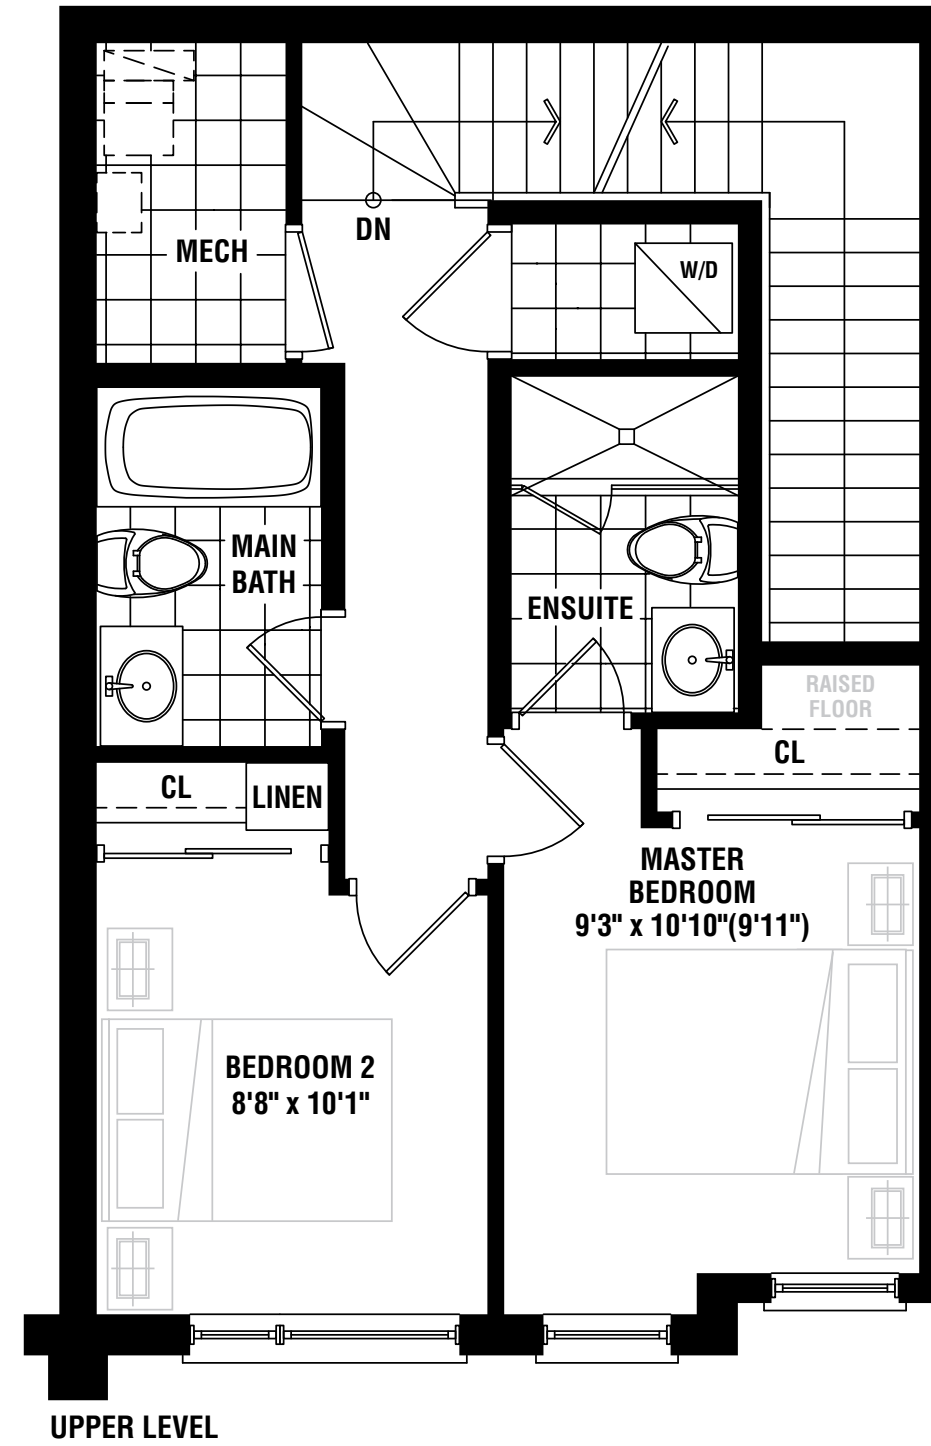 DN
MECH
W/D
MAIN
BATH
ENSUITE
RAISED
FLOOR
CL
CL
LINEN
MASTER
BEDROOM
9'3" x 10'10"(9'11")
BEDROOM 2
8'8" x 10'1"
UPPER LEVEL